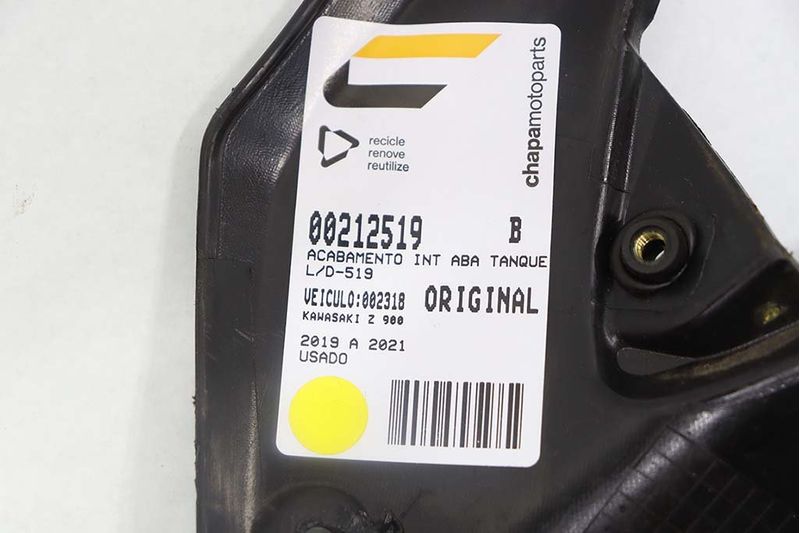 chapamotoparts
recicle
renove
reutilize
00212519 B
ACABAMENTO INT ABA TANQUE
L/D-519
VEICULO:002318 ORIGINAL
KAWASAKI Z 900
2019 A 2021
USADO